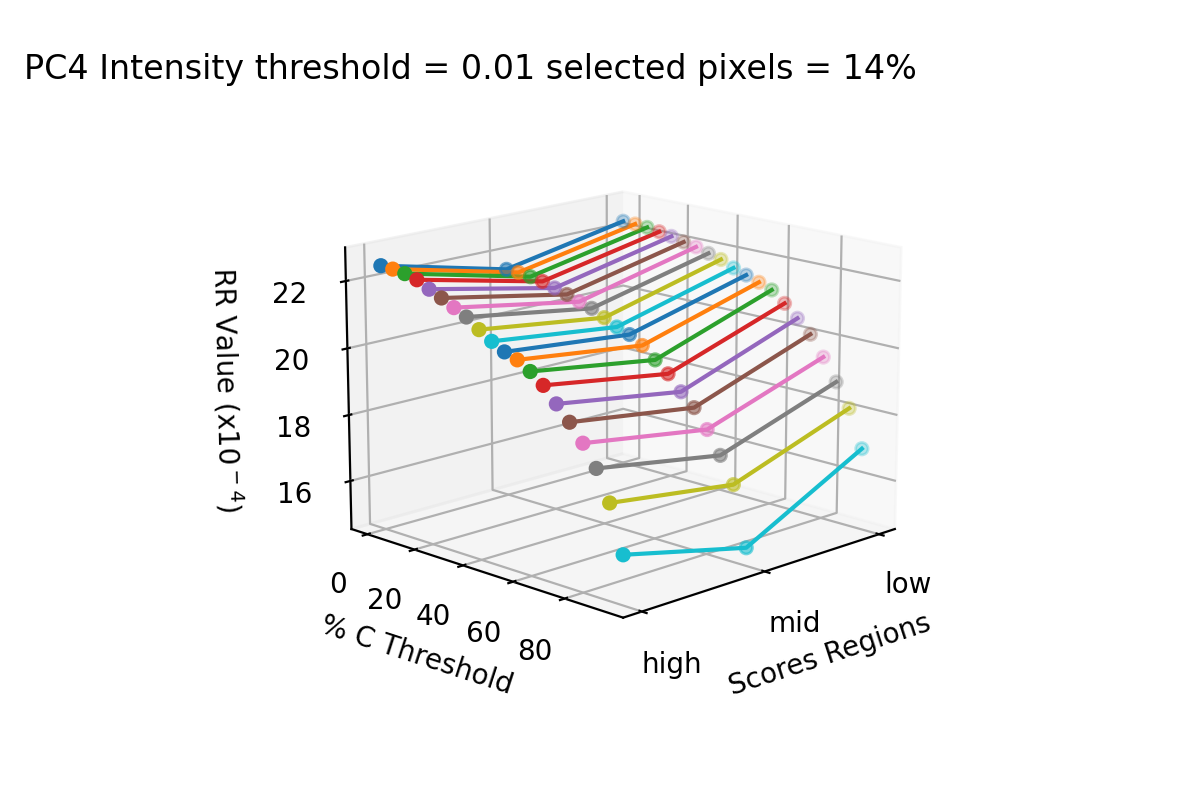 PC4 Intensity threshold = 0.01 selected pixels = 14%
RR Value (x10⁻⁴)
22
20
18
16
0
20
40
60
80
% C Threshold
high
mid
low
Scores Regions